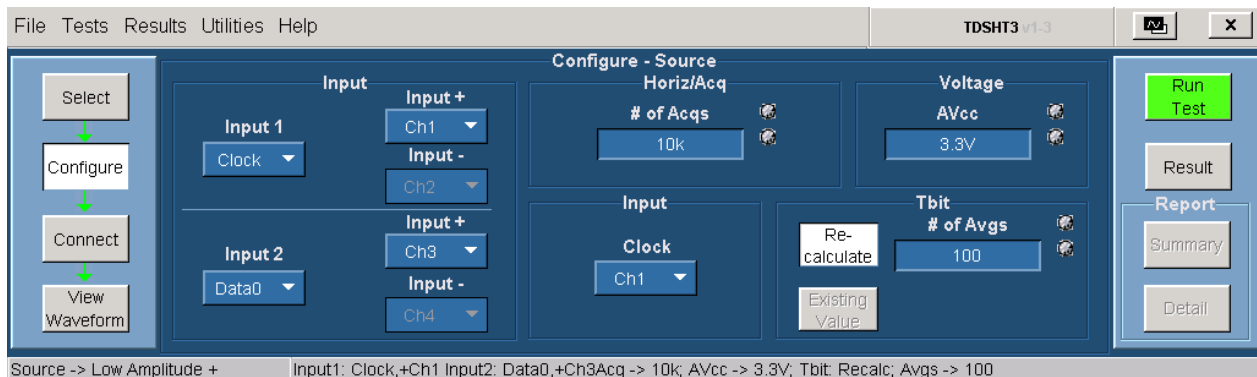 File Tests Results Utilities Help
TDSHT3 v1-3
x
Select
Configure
Connect
View
Waveform
Configure - Source
Input
Input 1
Clock
Input +
Ch1
Input -
Ch2
Input 2
Data0
Input +
Ch3
Input -
Ch4
Horiz/Acq
# of Acqs
10k
Voltage
AVcc
3.3V
Input
Clock
Ch1
Tbit
Re-
calculate
Existing
Value
# of Avgs
100
Run
Test
Result
Report
Summary
Detail
Source -> Low Amplitude +
Input1: Clock,+Ch1 Input2: Data0,+Ch3Acq -> 10k; AVcc -> 3.3V; Tbit: Recalc; Avgs -> 100